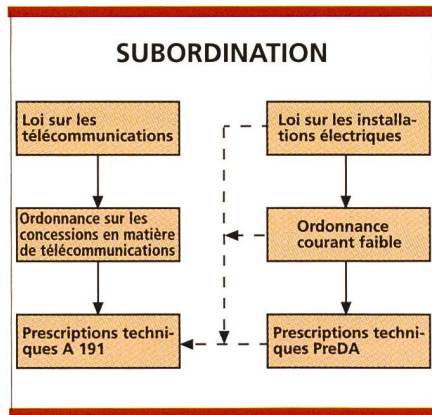 SUBORDINATION
Loi sur les
télécommunications
Loi sur les installa-
tions électriques
Ordonnance sur les
concessions en matière
de télécommunications
Ordonnance
courant faible
Prescriptions techni-
ques A 191
Prescriptions techni-
ques PreDA